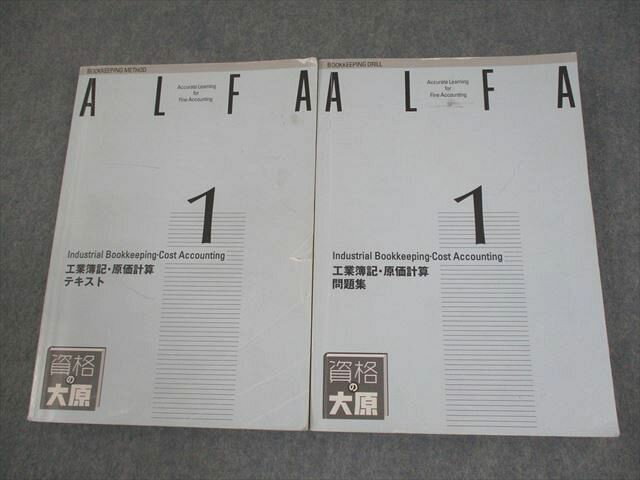 BOOKKEEPING METHOD
A L F A
Accurate Learning
for
Fine Accounting
1
Industrial Bookkeeping·Cost Accounting
工業簿記・原価計算
テキスト
資格
の
大原
BOOKKEEPING DRILL
A L F A
Accurate Learning
for
Fine Accounting
1
Industrial Bookkeeping·Cost Accounting
工業簿記・原価計算
問題集
資格
の
大原